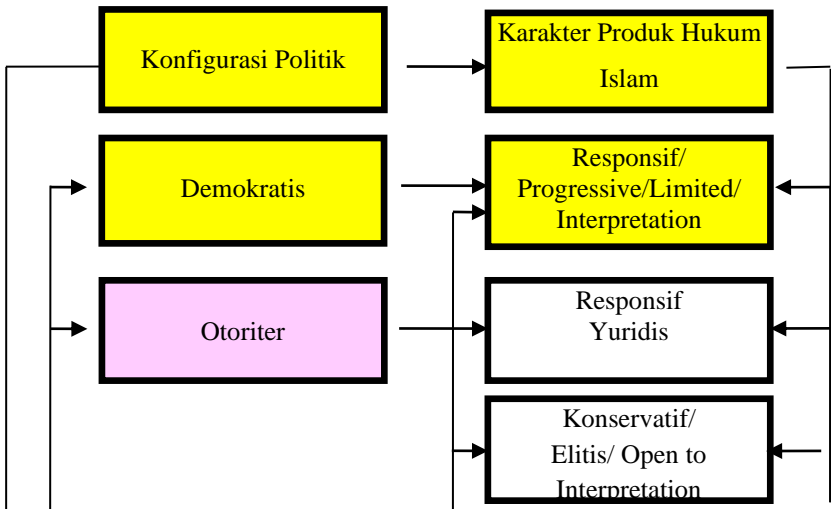 Konfigurasi Politik
Karakter Produk Hukum
Islam
Demokratis
Responsif/
Progressive/Limited/
Interpretation
Otoriter
Responsif
Yuridis
Konservatif/
Elitis/ Open to
Interpretation